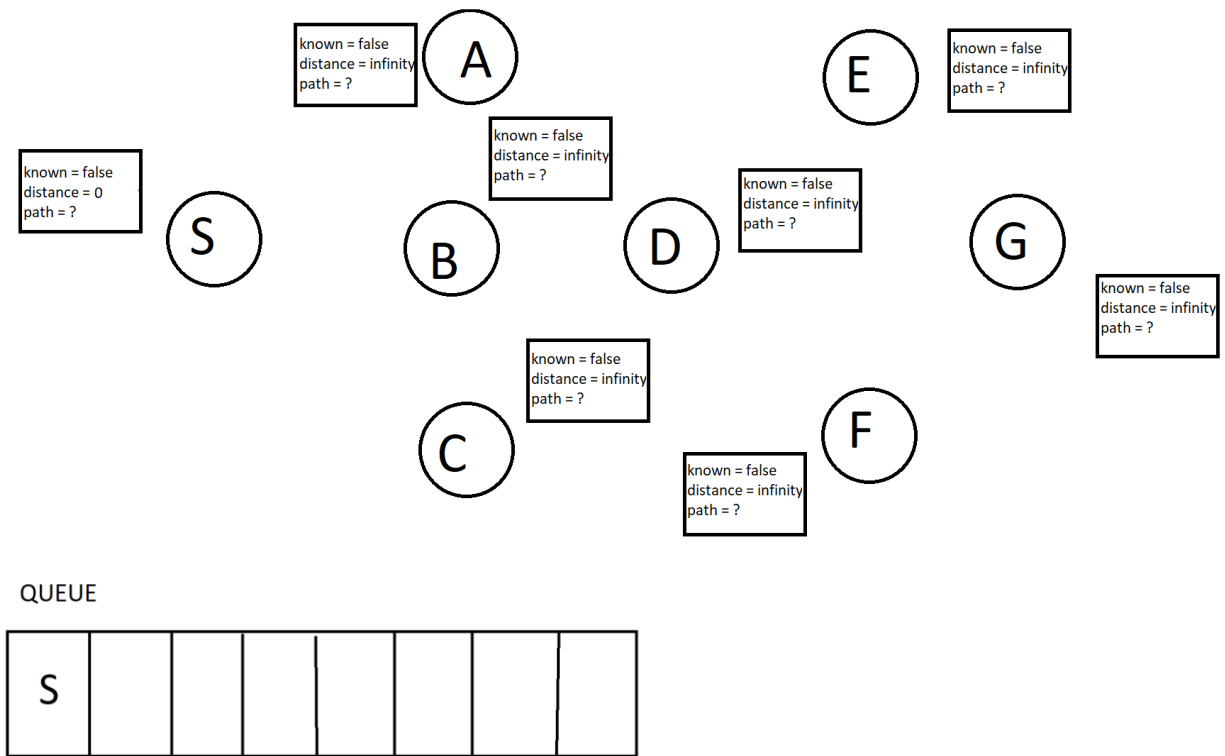 known = false
distance = infinity
path = ?
A
E
known = false
distance = infinity
path = ?
known = false
distance = infinity
path = ?
known = false
distance = 0
path = ?
known = false
distance = infinity
path = ?
S
B
D
G
known = false
distance = infinity
path = ?
known = false
distance = infinity
path = ?
C
F
known = false
distance = infinity
path = ?
QUEUE
S